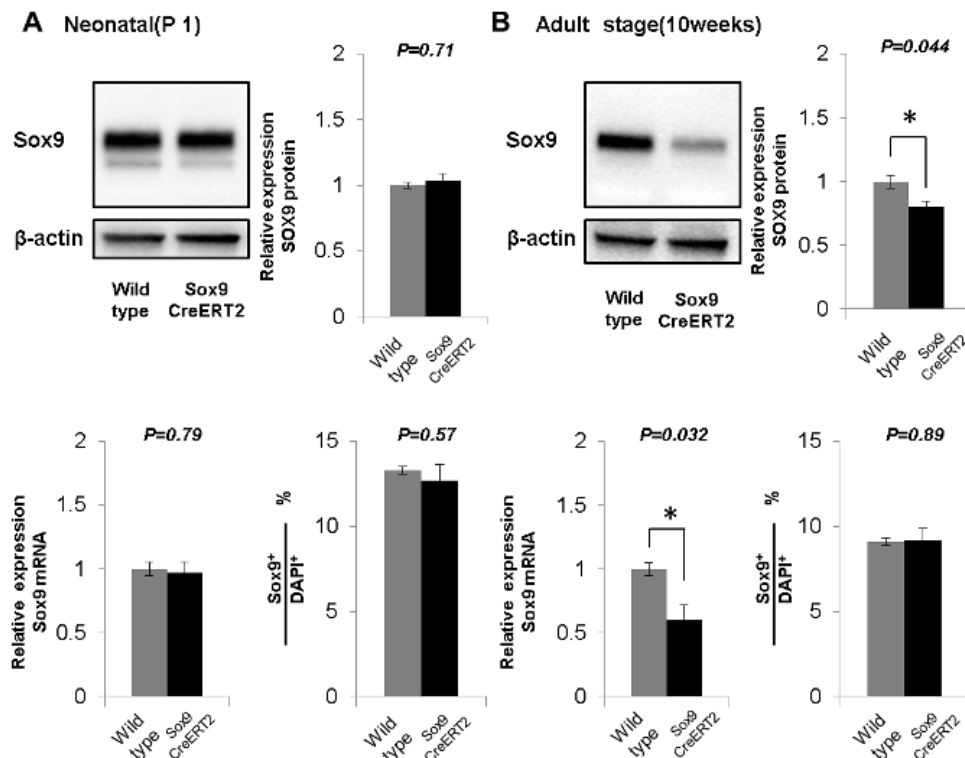 A Neonatal(P 1)
Sox9
β-actin
Wild
type
Sox9
CreERT2
P=0.71
Relative expression
SOX9 protein
2
1.5
1
0.5
0
Wild
type
Sox9
CreERT2
P=0.79
Relative expression
Sox9 mRNA
2
1.5
1
0.5
0
Wild
type
Sox9
CreERT2
P=0.57
Sox9+
DAPI+
%
15
10
5
0
Wild
type
Sox9
CreERT2
B Adult stage(10weeks)
Sox9
β-actin
Wild
type
Sox9
CreERT2
P=0.044
*
Relative expression
SOX9 protein
2
1.5
1
0.5
0
Wild
type
Sox9
CreERT2
P=0.032
*
Relative expression
Sox9 mRNA
2
1.5
1
0.5
0
Wild
type
Sox9
CreERT2
P=0.89
Sox9+
DAPI+
%
15
10
5
0
Wild
type
Sox9
CreERT2